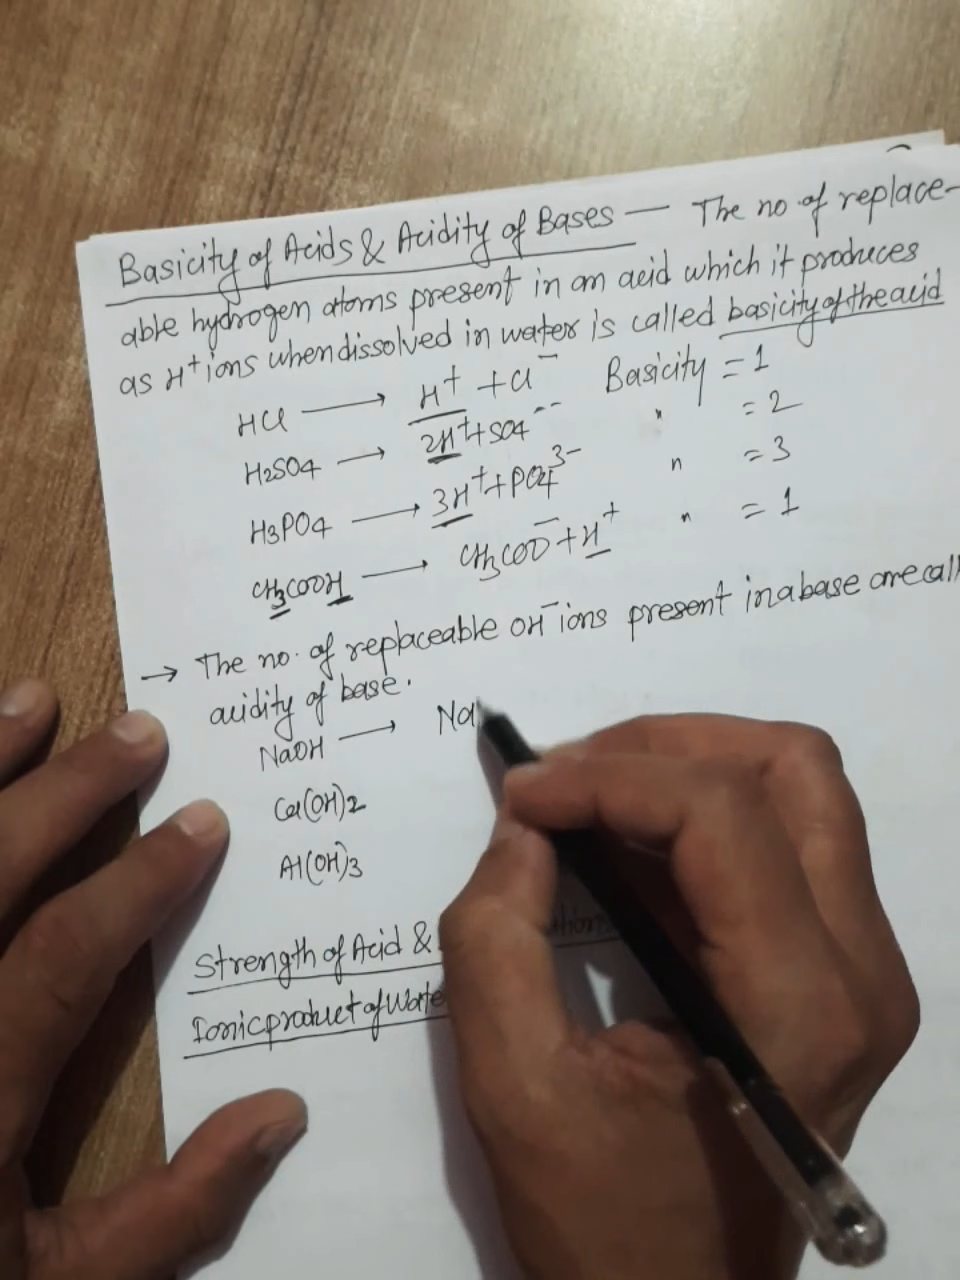 Basicity of Acids & Acidity of Bases — The no of replace-
able hydrogen atoms present in an acid which it produces
as H+ ions when dissolved in water is called basicity of the acid
HCl ⟶ H+ + Cl- Basicity = 1
H2SO4 ⟶ 2H+ + SO4-- " = 2
H3PO4 ⟶ 3H+ + PO4 3- " = 3
CH3COOH ⟶ CH3COO- + H+ " = 1
→ The no. of replaceable OH- ions present in a base are call
acidity of base.
NaOH ⟶ Na
Ca(OH)2
Al(OH)3
Strength of Acid &
Ionic product of Wate